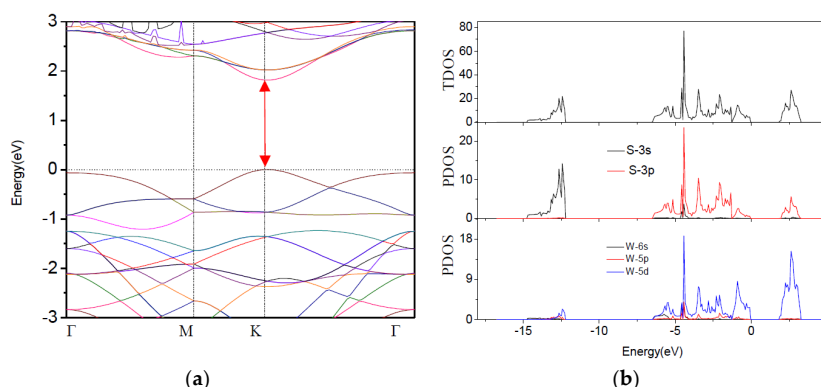 (a)
3
2
1
0
-1
-2
-3
Energy(eV)
Γ
M
K
Γ
(a)
(b)
80
60
40
20
0
TDOS
20
10
0
PDOS
S-3s
S-3p
18
9
0
PDOS
W-6s
W-5p
W-5d
-15
-10
-5
0
Energy(eV)
(b)